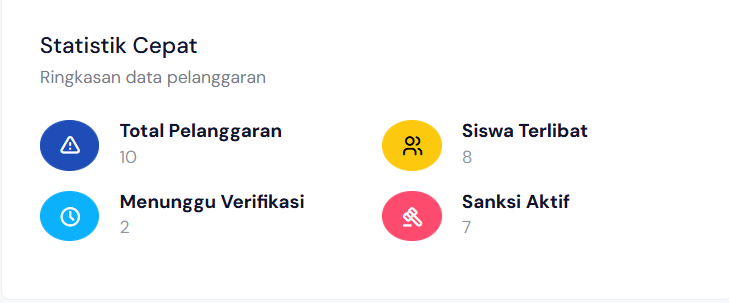 Statistik Cepat
Ringkasan data pelanggaran
Total Pelanggaran
10
Siswa Terlibat
8
Menunggu Verifikasi
2
Sanksi Aktif
7